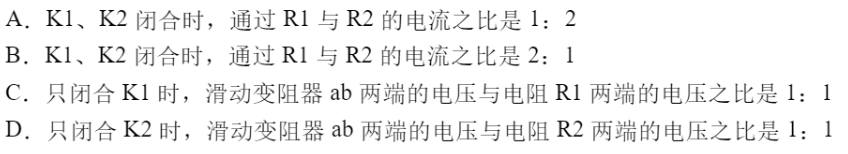 A．K1、K2 闭合时，通过 R1 与 R2 的电流之比是 1：2
B．K1、K2 闭合时，通过 R1 与 R2 的电流之比是 2：1
C．只闭合 K1 时，滑动变阻器 ab 两端的电压与电阻 R1 两端的电压之比是 1：1
D．只闭合 K2 时，滑动变阻器 ab 两端的电压与电阻 R2 两端的电压之比是 1：1